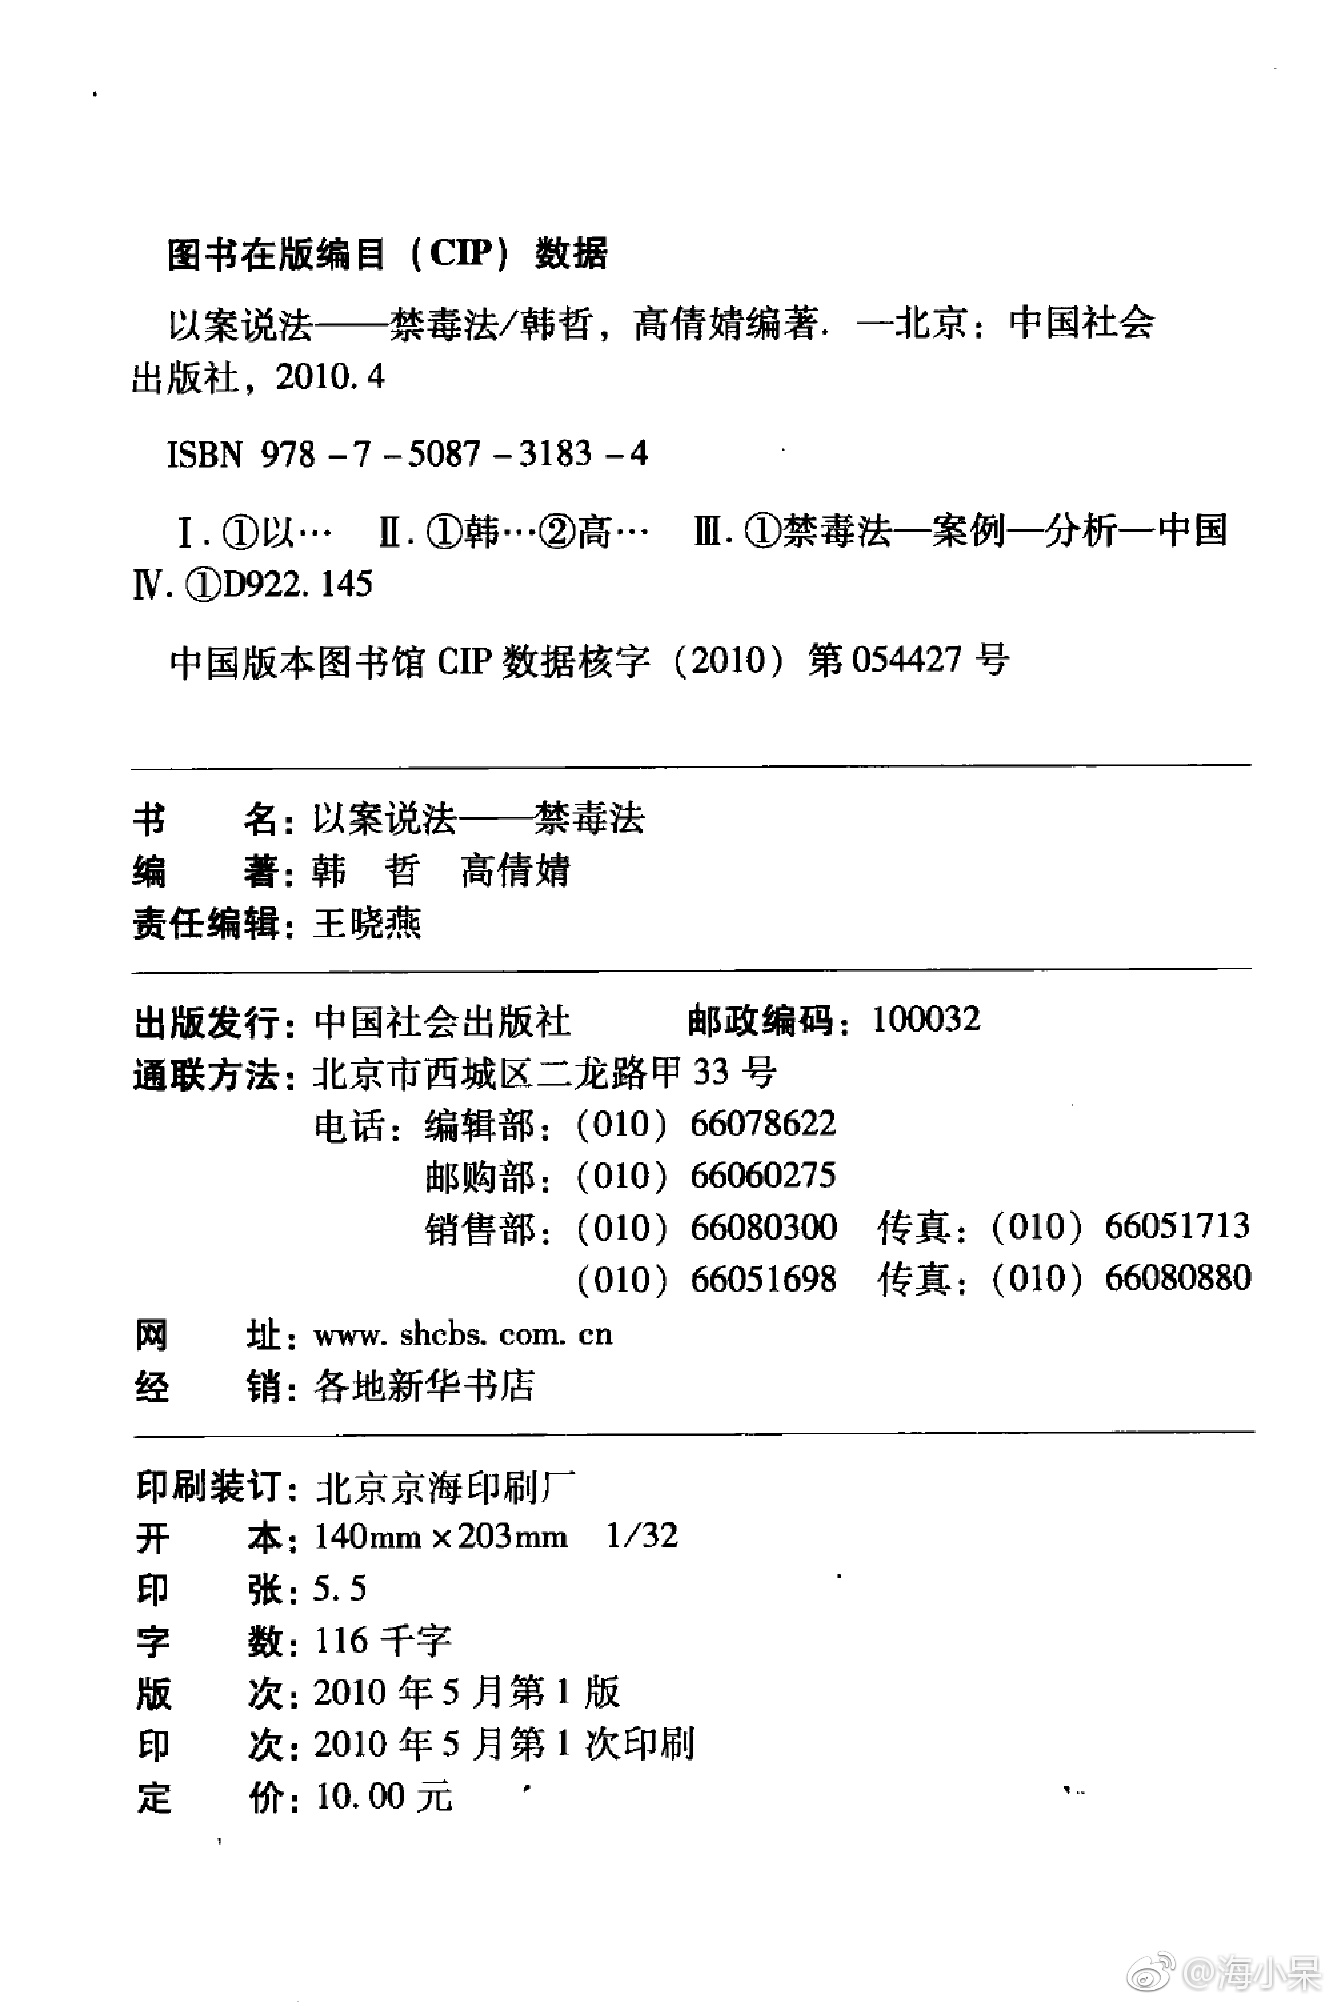 图书在版编目（CIP）数据
以案说法——禁毒法/韩哲，高倩婧编著．—北京：中国社会
出版社，2010.4
ISBN 978-7-5087-3183-4
Ⅰ.①以… Ⅱ.①韩…②高… Ⅲ.①禁毒法—案例—分析—中国
Ⅳ.①D922.145
中国版本图书馆 CIP 数据核字（2010）第 054427 号
书 名：以案说法——禁毒法
编 著：韩 哲 高倩婧
责任编辑：王晓燕
出版发行：中国社会出版社 邮政编码：100032
通联方法：北京市西城区二龙路甲 33 号
电话：编辑部：（010）66078622
邮购部：（010）66060275
销售部：（010）66080300 传真：（010）66051713
（010）66051698 传真：（010）66080880
网 址：www.shcbs.com.cn
经 销：各地新华书店
印刷装订：北京京海印刷厂
开 本：140mm×203mm 1/32
印 张：5.5
字 数：116 千字
版 次：2010 年 5 月第 1 版
印 次：2010 年 5 月第 1 次印刷
定 价：10.00 元
@海小呆